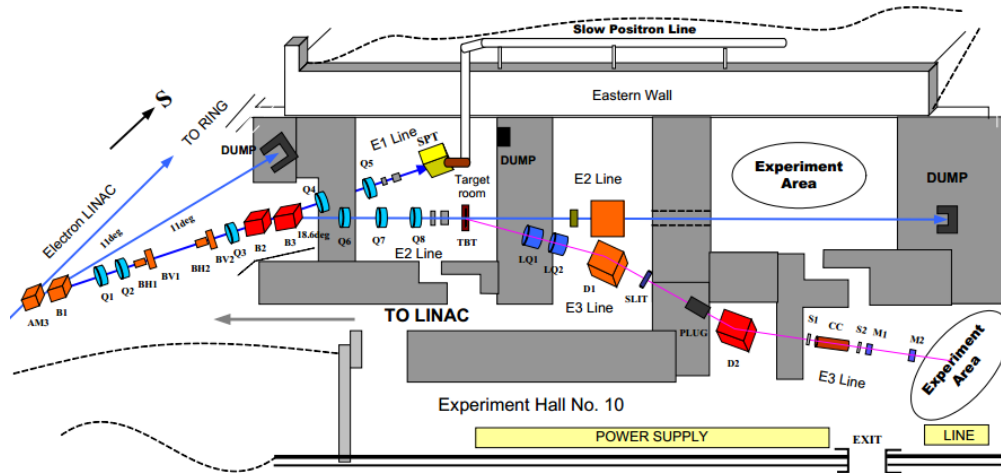 Slow Positron Line
Eastern Wall
S
TO RING
DUMP
E1 Line
SPT
Q5
Q4
Target
room
DUMP
E2 Line
Experiment
Area
DUMP
Electron LINAC
11deg
11deg
18.6deg
Q6
Q7
Q8
TBT
E2 Line
LQ1
LQ2
D1
E3 Line
SLIT
PLUG
D2
S1
CC
S2
M1
M2
E3 Line
Experiment
Area
AM3
B1
Q1
Q2
BH1
BV1
BH2
BV2
Q3
B2
B3
TO LINAC
Experiment Hall No. 10
POWER SUPPLY
EXIT
LINE